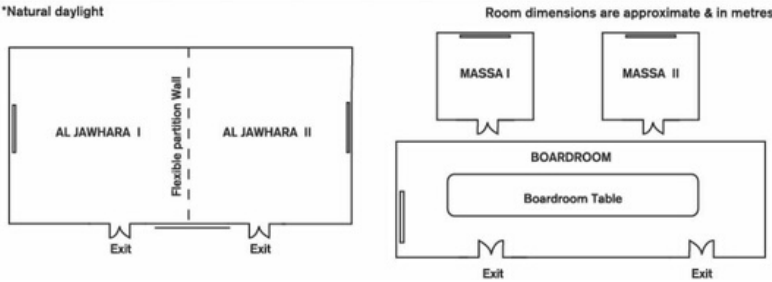 *Natural daylight
Room dimensions are approximate & in metres
AL JAWHARA I
Flexible partition Wall
AL JAWHARA II
Exit
Exit
MASSA I
MASSA II
BOARDROOM
Boardroom Table
Exit
Exit